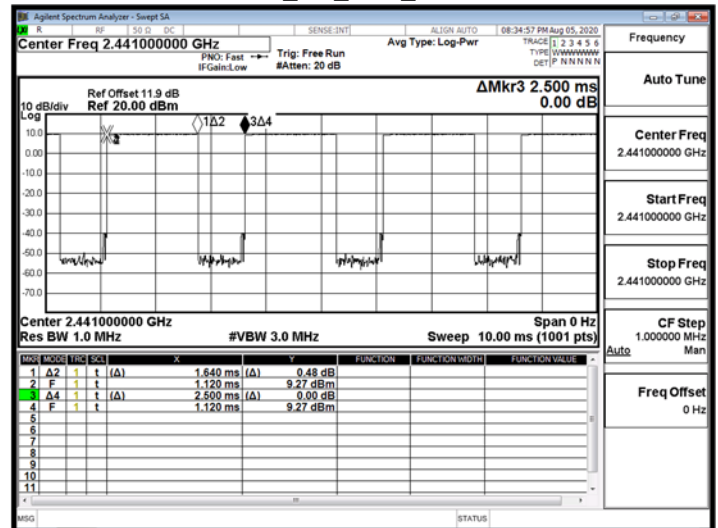 Agilent Spectrum Analyzer - Swept SA
R RF 50 Ω DC SENSE:INT ALIGN AUTO 08:34:57 PM Aug 05, 2020
Center Freq 2.441000000 GHz
PNO: Fast
IFGain:Low
Trig: Free Run
#Atten: 20 dB
Avg Type: Log-Pwr
TRACE 1 2 3 4 5 6
TYPE WWWWWW
DET P NNNNN
Ref Offset 11.9 dB
Ref 20.00 dBm
10 dB/div
Log
ΔMkr3 2.500 ms
0.00 dB
1Δ2 3Δ4
10.0
0.00
-10.0
-20.0
-30.0
-40.0
-50.0
-60.0
-70.0
Center 2.441000000 GHz Span 0 Hz
Res BW 1.0 MHz #VBW 3.0 MHz Sweep 10.00 ms (1001 pts)
MKR MODE TRC SCL X Y FUNCTION FUNCTION WIDTH FUNCTION VALUE
1 Δ2 1 t (Δ) 1.640 ms (Δ) 0.48 dB
2 F 1 t 1.120 ms 9.27 dBm
3 Δ4 1 t (Δ) 2.500 ms (Δ) 0.00 dB
4 F 1 t 1.120 ms 9.27 dBm
5
6
7
8
9
10
11
MSG STATUS
Frequency
Auto Tune
Center Freq
2.441000000 GHz
Start Freq
2.441000000 GHz
Stop Freq
2.441000000 GHz
CF Step
1.000000 MHz
Auto Man
Freq Offset
0 Hz